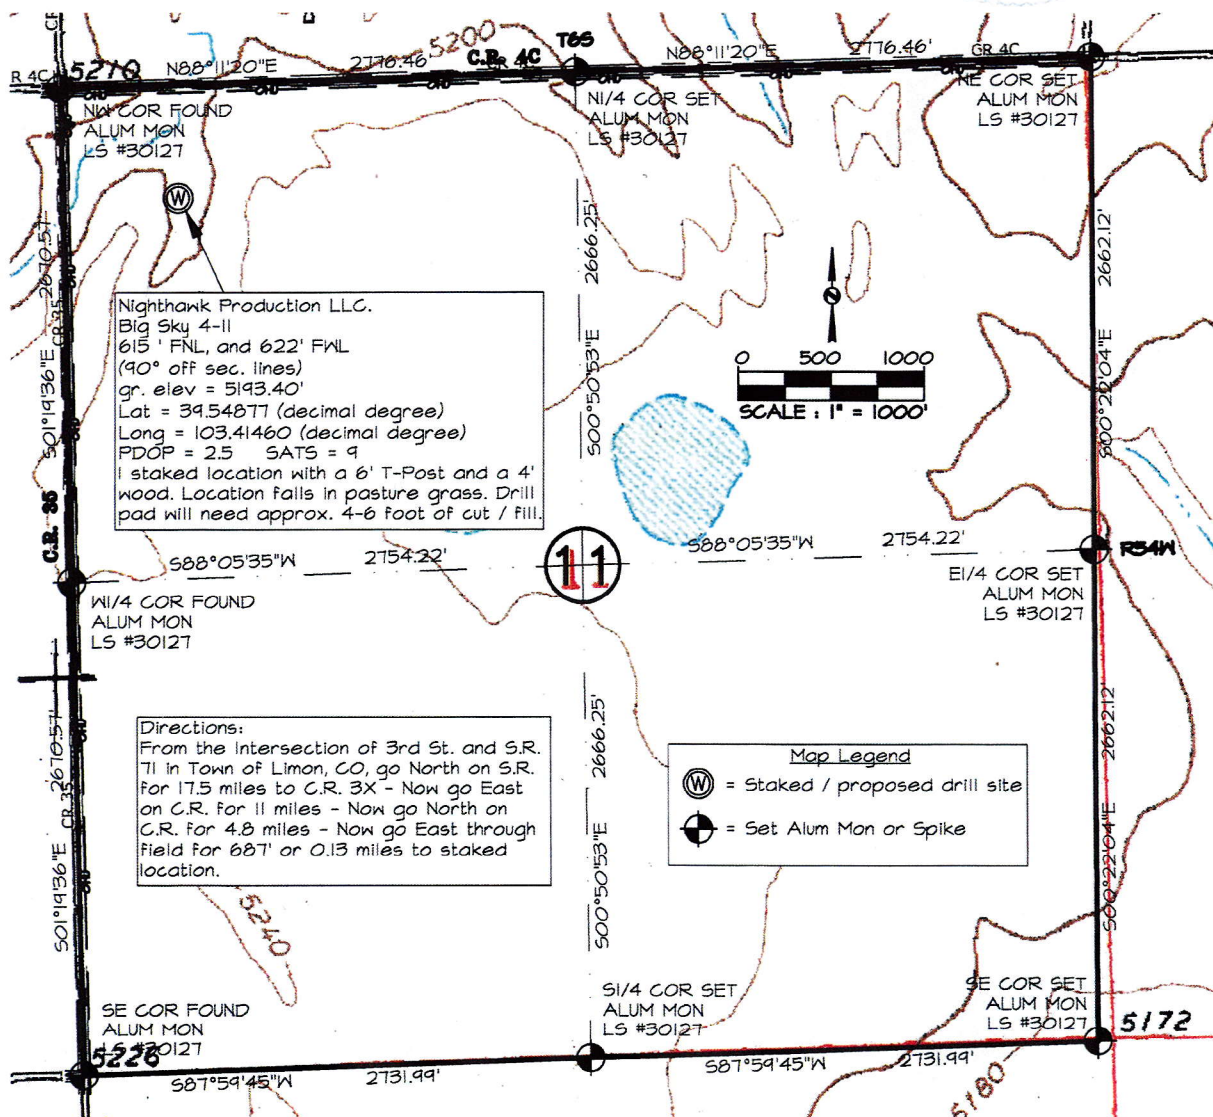 5200
T6S
C.R. 4C
R 4C
5210
N88°11'20"E
2776.46'
N88°11'20"E
2776.46'
CR 4C
NW COR FOUND
ALUM MON
LS #30127
N1/4 COR SET
ALUM MON
LS #30127
NE COR SET
ALUM MON
LS #30127
W
2670.57'
CR 35
S01°19'36"E
2666.25'
S00°50'53"E
2662.12'
S00°22'04"E
Nighthawk Production LLC.
Big Sky 4-11
615 ' FNL, and 622' FWL
(90° off sec. lines)
gr. elev = 5193.40'
Lat = 39.54877 (decimal degree)
Long = 103.41460 (decimal degree)
PDOP = 2.5 SATS = 9
I staked location with a 6' T-Post and a 4'
wood. Location falls in pasture grass. Drill
pad will need approx. 4-6 foot of cut / fill.
N
0 500 1000
SCALE : 1" = 1000'
C.R. 35
S88°05'35"W
2754.22'
11
S88°05'35"W
2754.22'
R54W
W1/4 COR FOUND
ALUM MON
LS #30127
E1/4 COR SET
ALUM MON
LS #30127
2670.57'
CR 35
S01°19'36"E
2666.25'
S00°50'53"E
2662.12'
S00°22'04"E
Directions:
From the Intersection of 3rd St. and S.R.
71 in Town of Limon, CO, go North on S.R.
for 17.5 miles to C.R. 3X - Now go East
on C.R. for 11 miles - Now go North on
C.R. for 4.8 miles - Now go East through
field for 687' or 0.13 miles to staked
location.
Map Legend
W = Staked / proposed drill site
= Set Alum Mon or Spike
5240
SE COR FOUND
ALUM MON
LS #30127
5226
S1/4 COR SET
ALUM MON
LS #30127
SE COR SET
ALUM MON
LS #30127
5172
S87°59'45"W
2731.99'
S87°59'45"W
2731.99'
5180